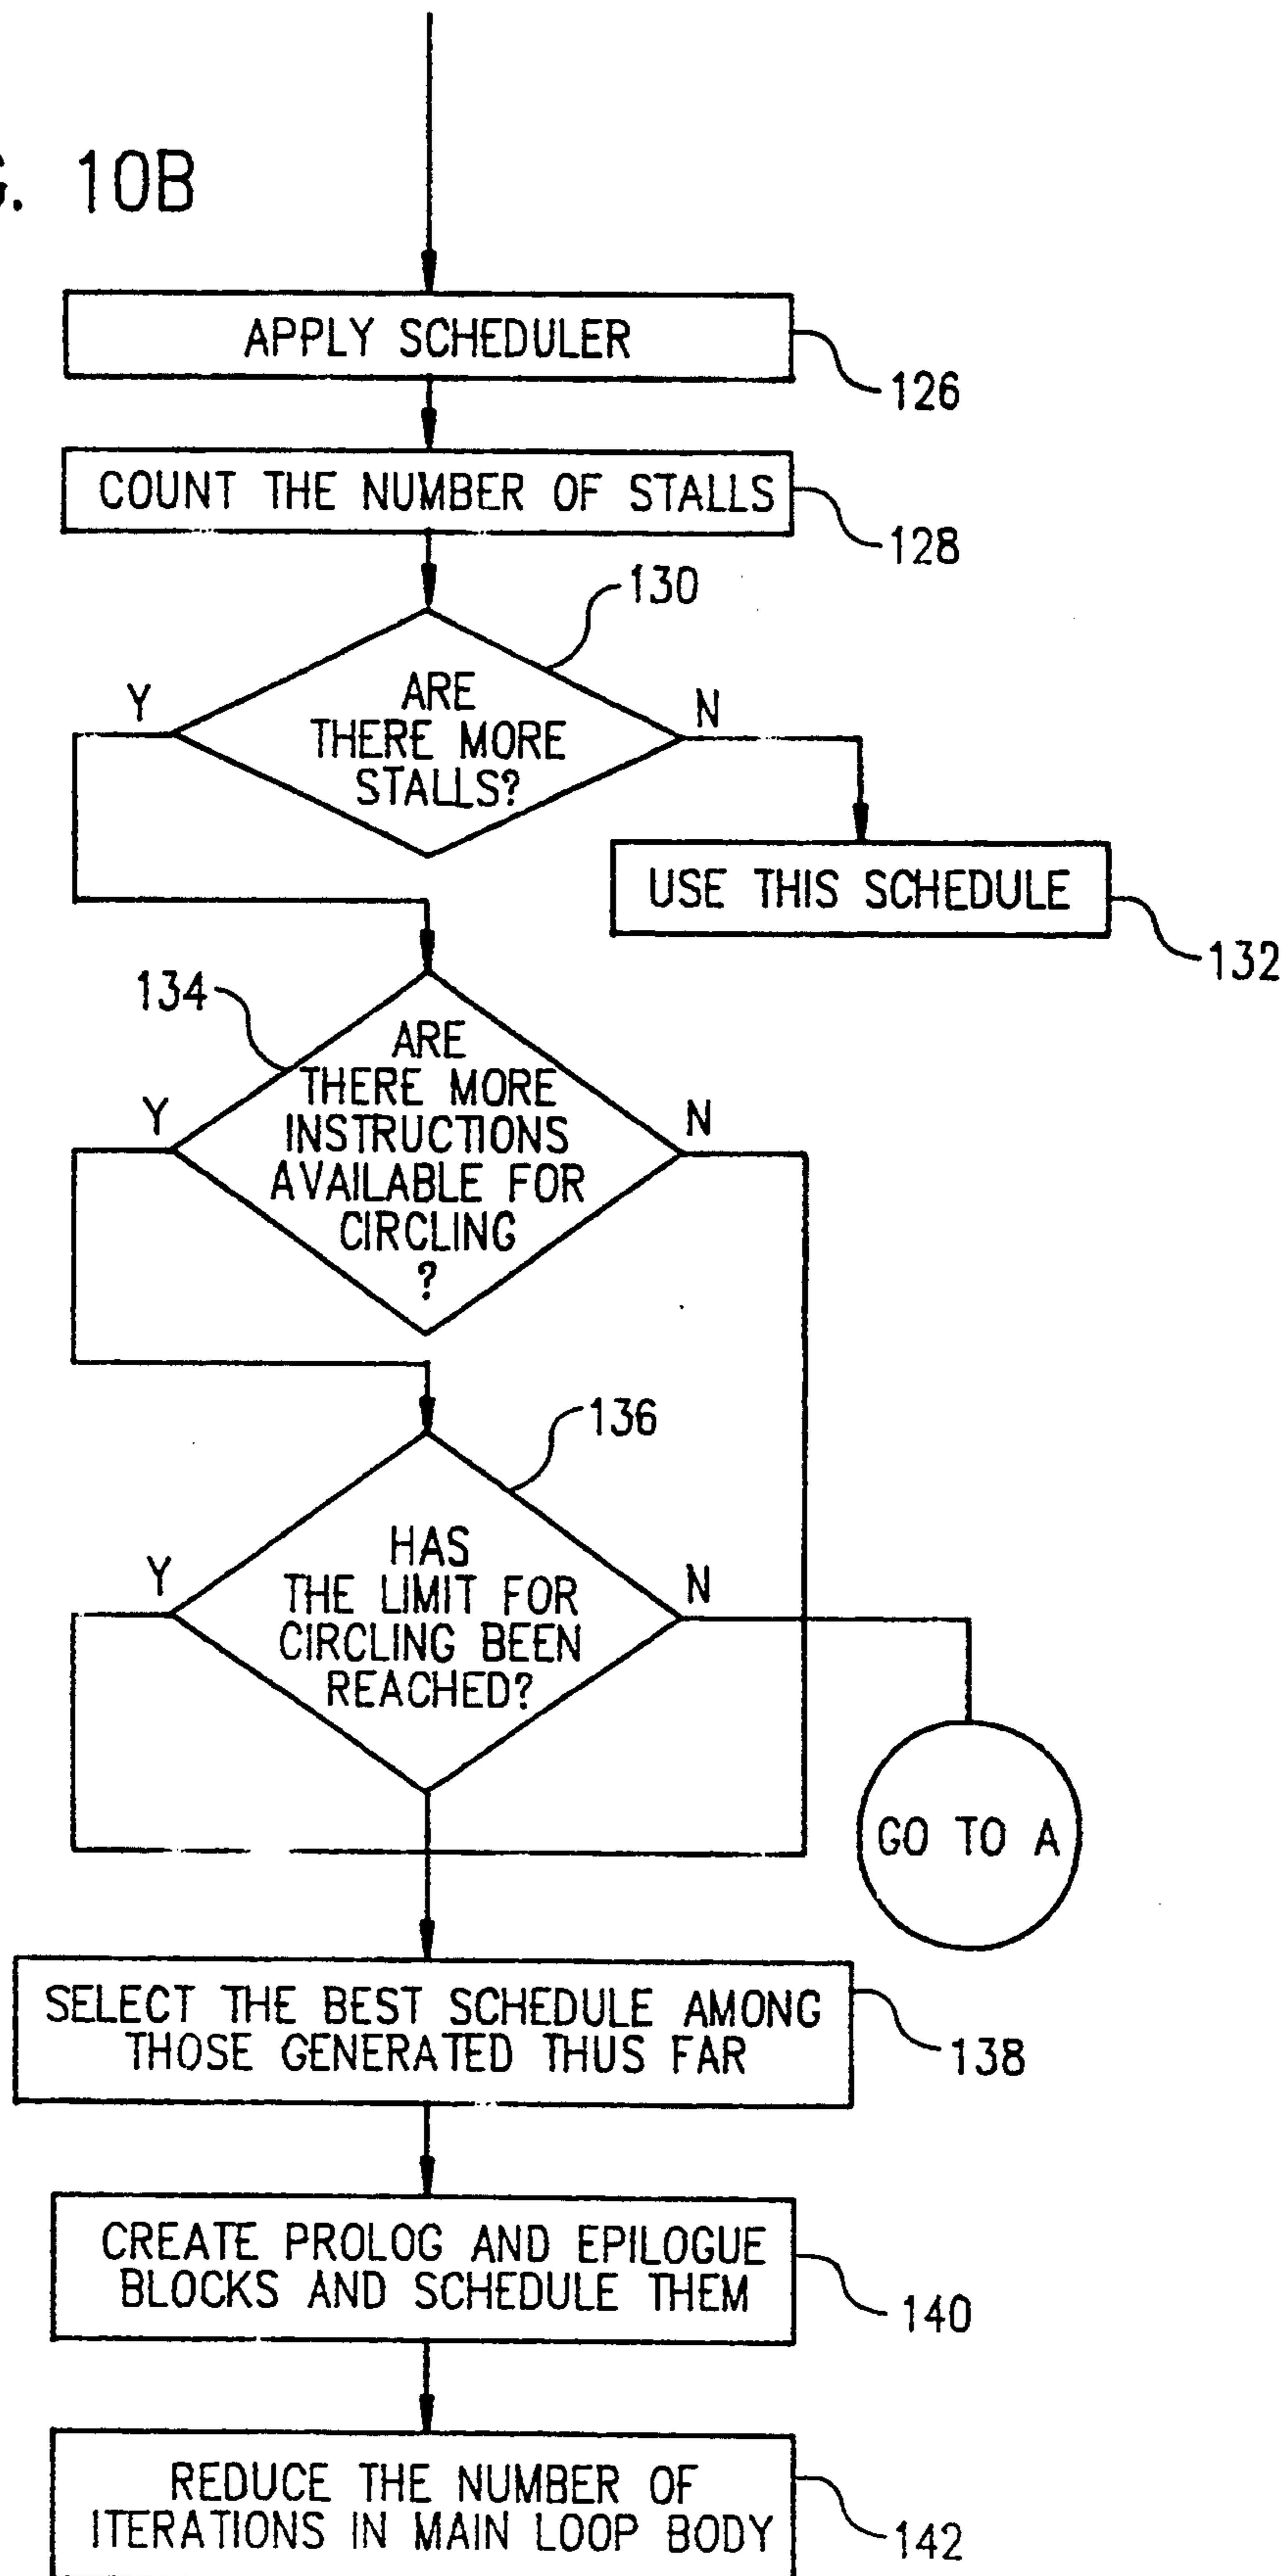 10B
APPLY SCHEDULER
126
COUNT THE NUMBER OF STALLS
128
130
Y
N
ARE
THERE MORE
STALLS?
USE THIS SCHEDULE
132
134
ARE
THERE MORE
INSTRUCTIONS
AVAILABLE FOR
CIRCLING
?
Y
N
136
HAS
THE LIMIT FOR
CIRCLING BEEN
REACHED?
Y
N
GO TO A
SELECT THE BEST SCHEDULE AMONG
THOSE GENERATED THUS FAR
138
CREATE PROLOG AND EPILOGUE
BLOCKS AND SCHEDULE THEM
140
REDUCE THE NUMBER OF
ITERATIONS IN MAIN LOOP BODY
142